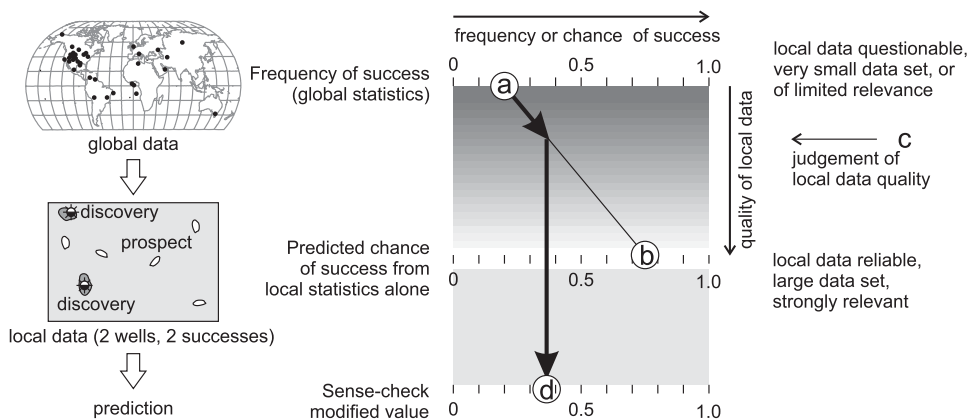 frequency or chance of success
Frequency of success
(global statistics)
0
0.5
1.0
a
local data questionable,
very small data set, or
of limited relevance
quality of local data
c
judgement of
local data quality
global data
discovery
prospect
discovery
local data (2 wells, 2 successes)
prediction
Predicted chance
of success from
local statistics alone
b
0
0.5
1.0
local data reliable,
large data set,
strongly relevant
d
Sense-check
modified value
0
0.5
1.0